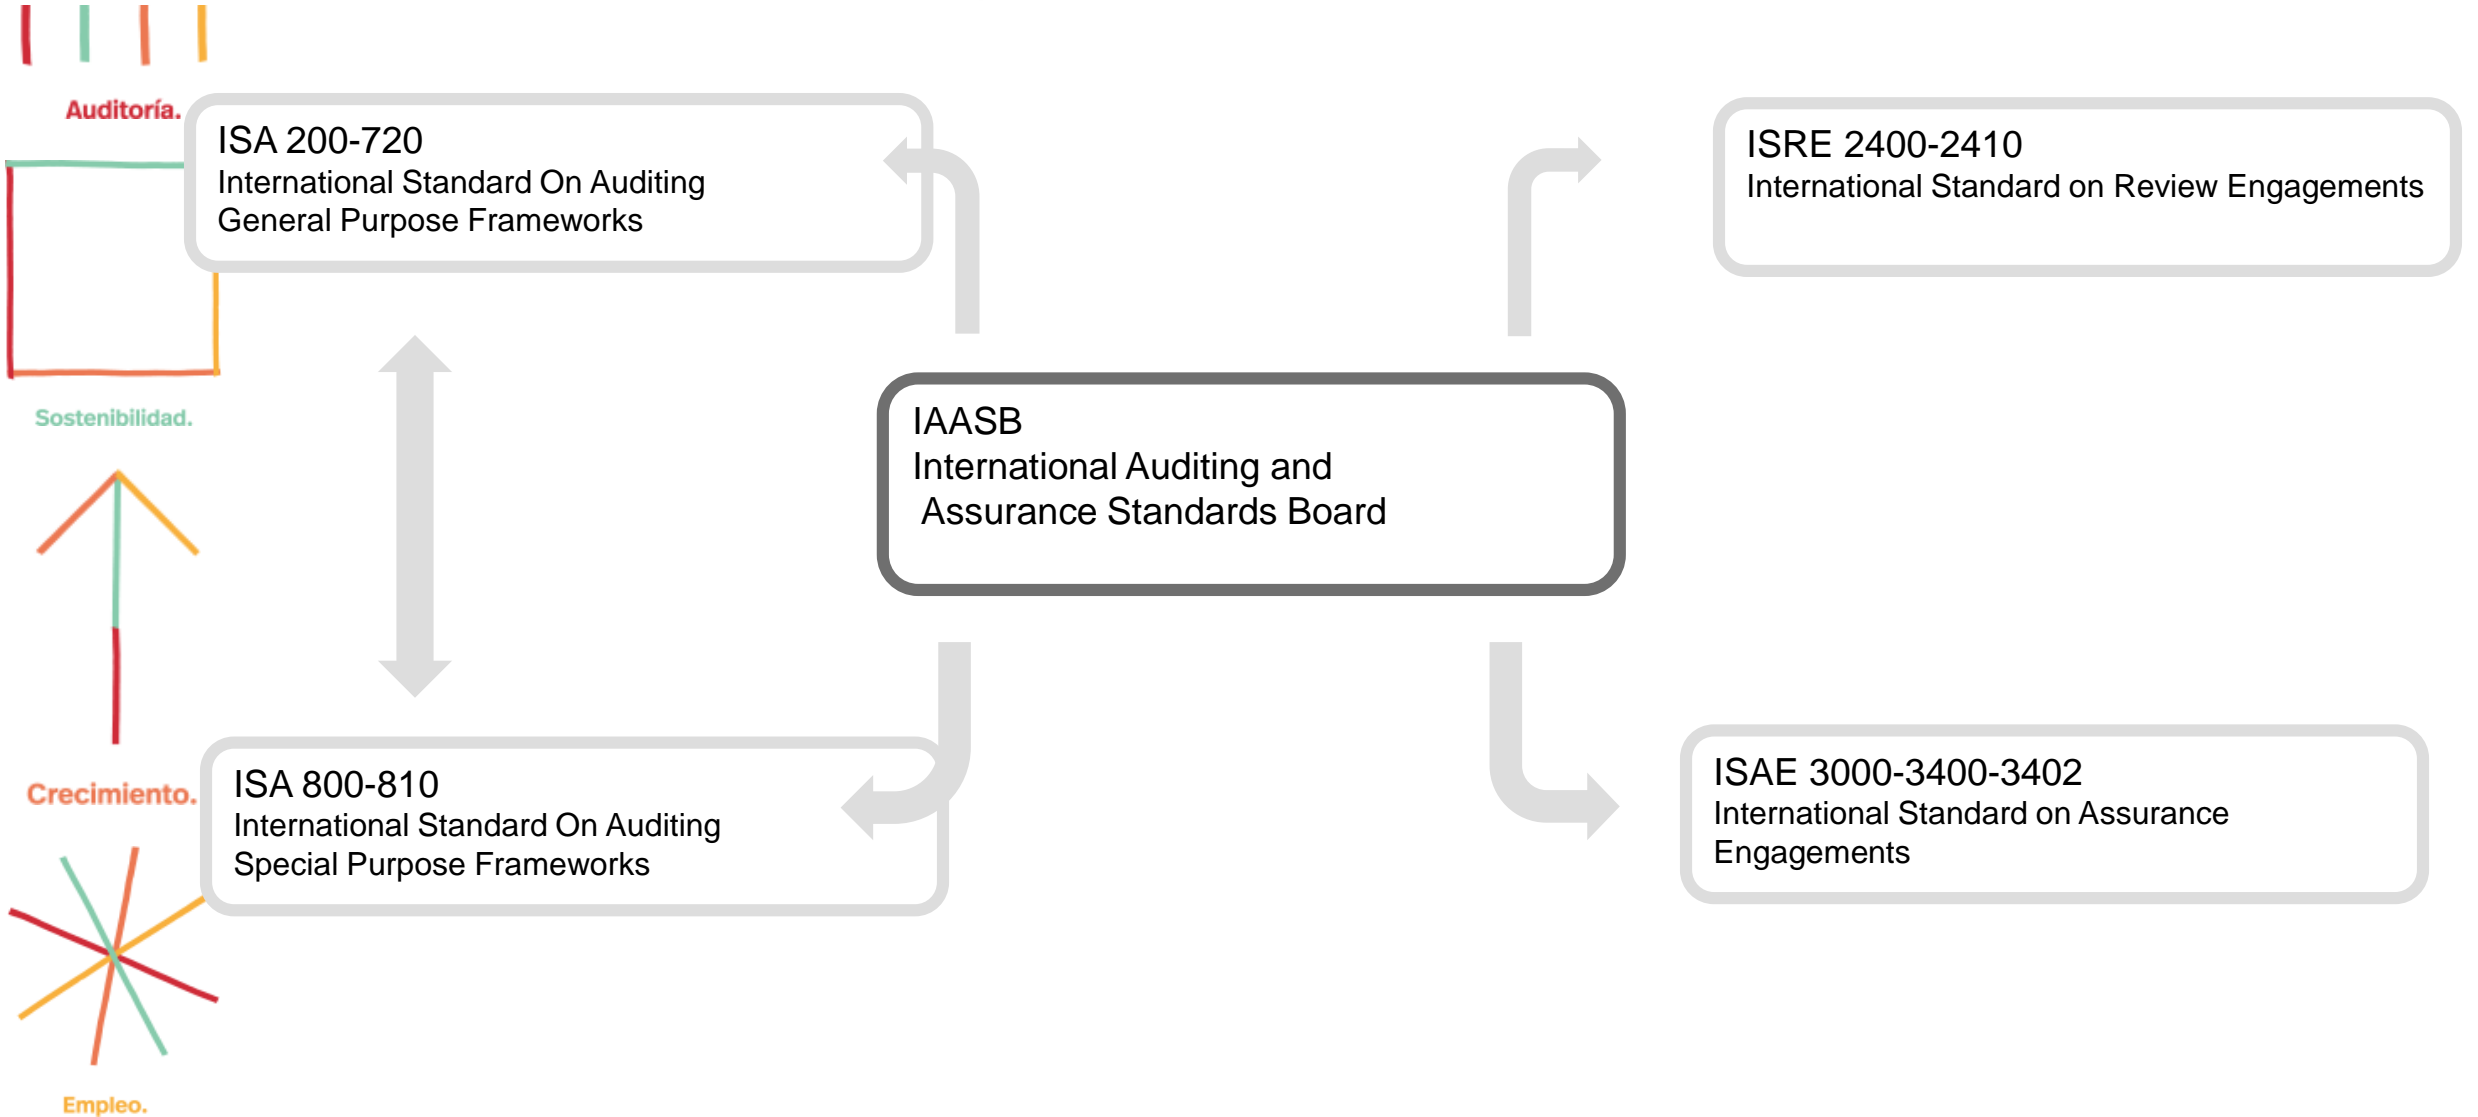 Auditoría.
ISA 200-720
International Standard On Auditing
General Purpose Frameworks
ISRE 2400-2410
International Standard on Review Engagements
Sostenibilidad.
IAASB
International Auditing and
Assurance Standards Board
Crecimiento.
ISA 800-810
International Standard On Auditing
Special Purpose Frameworks
ISAE 3000-3400-3402
International Standard on Assurance
Engagements
Empleo.